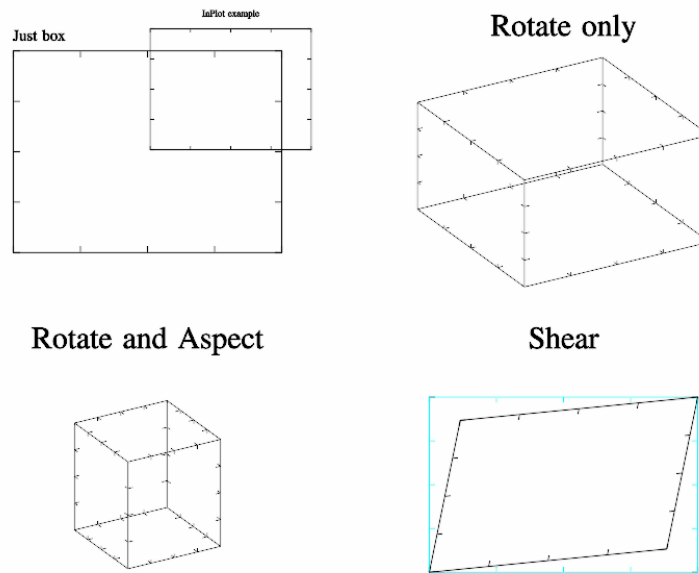 InPlot example
Just box
Rotate only
Rotate and Aspect
Shear